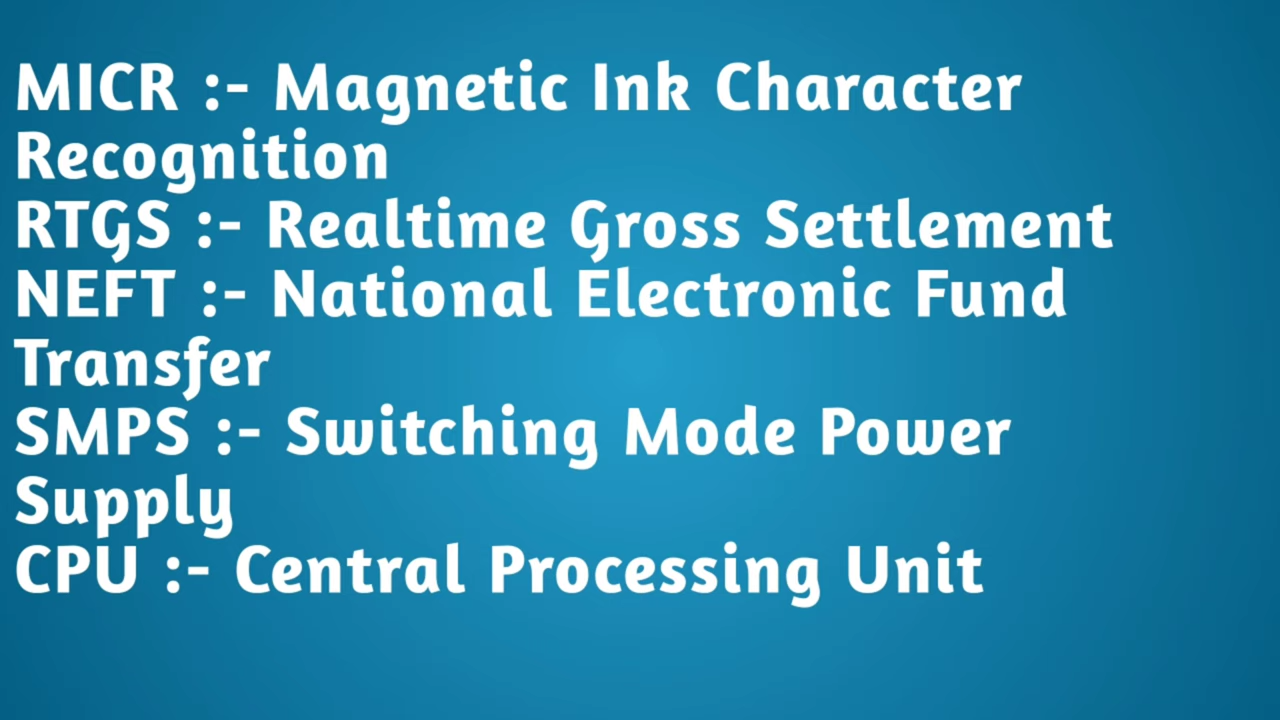 MICR :- Magnetic Ink Character
Recognition
RTGS :- Realtime Gross Settlement
NEFT :- National Electronic Fund
Transfer
SMPS :- Switching Mode Power
Supply
CPU :- Central Processing Unit